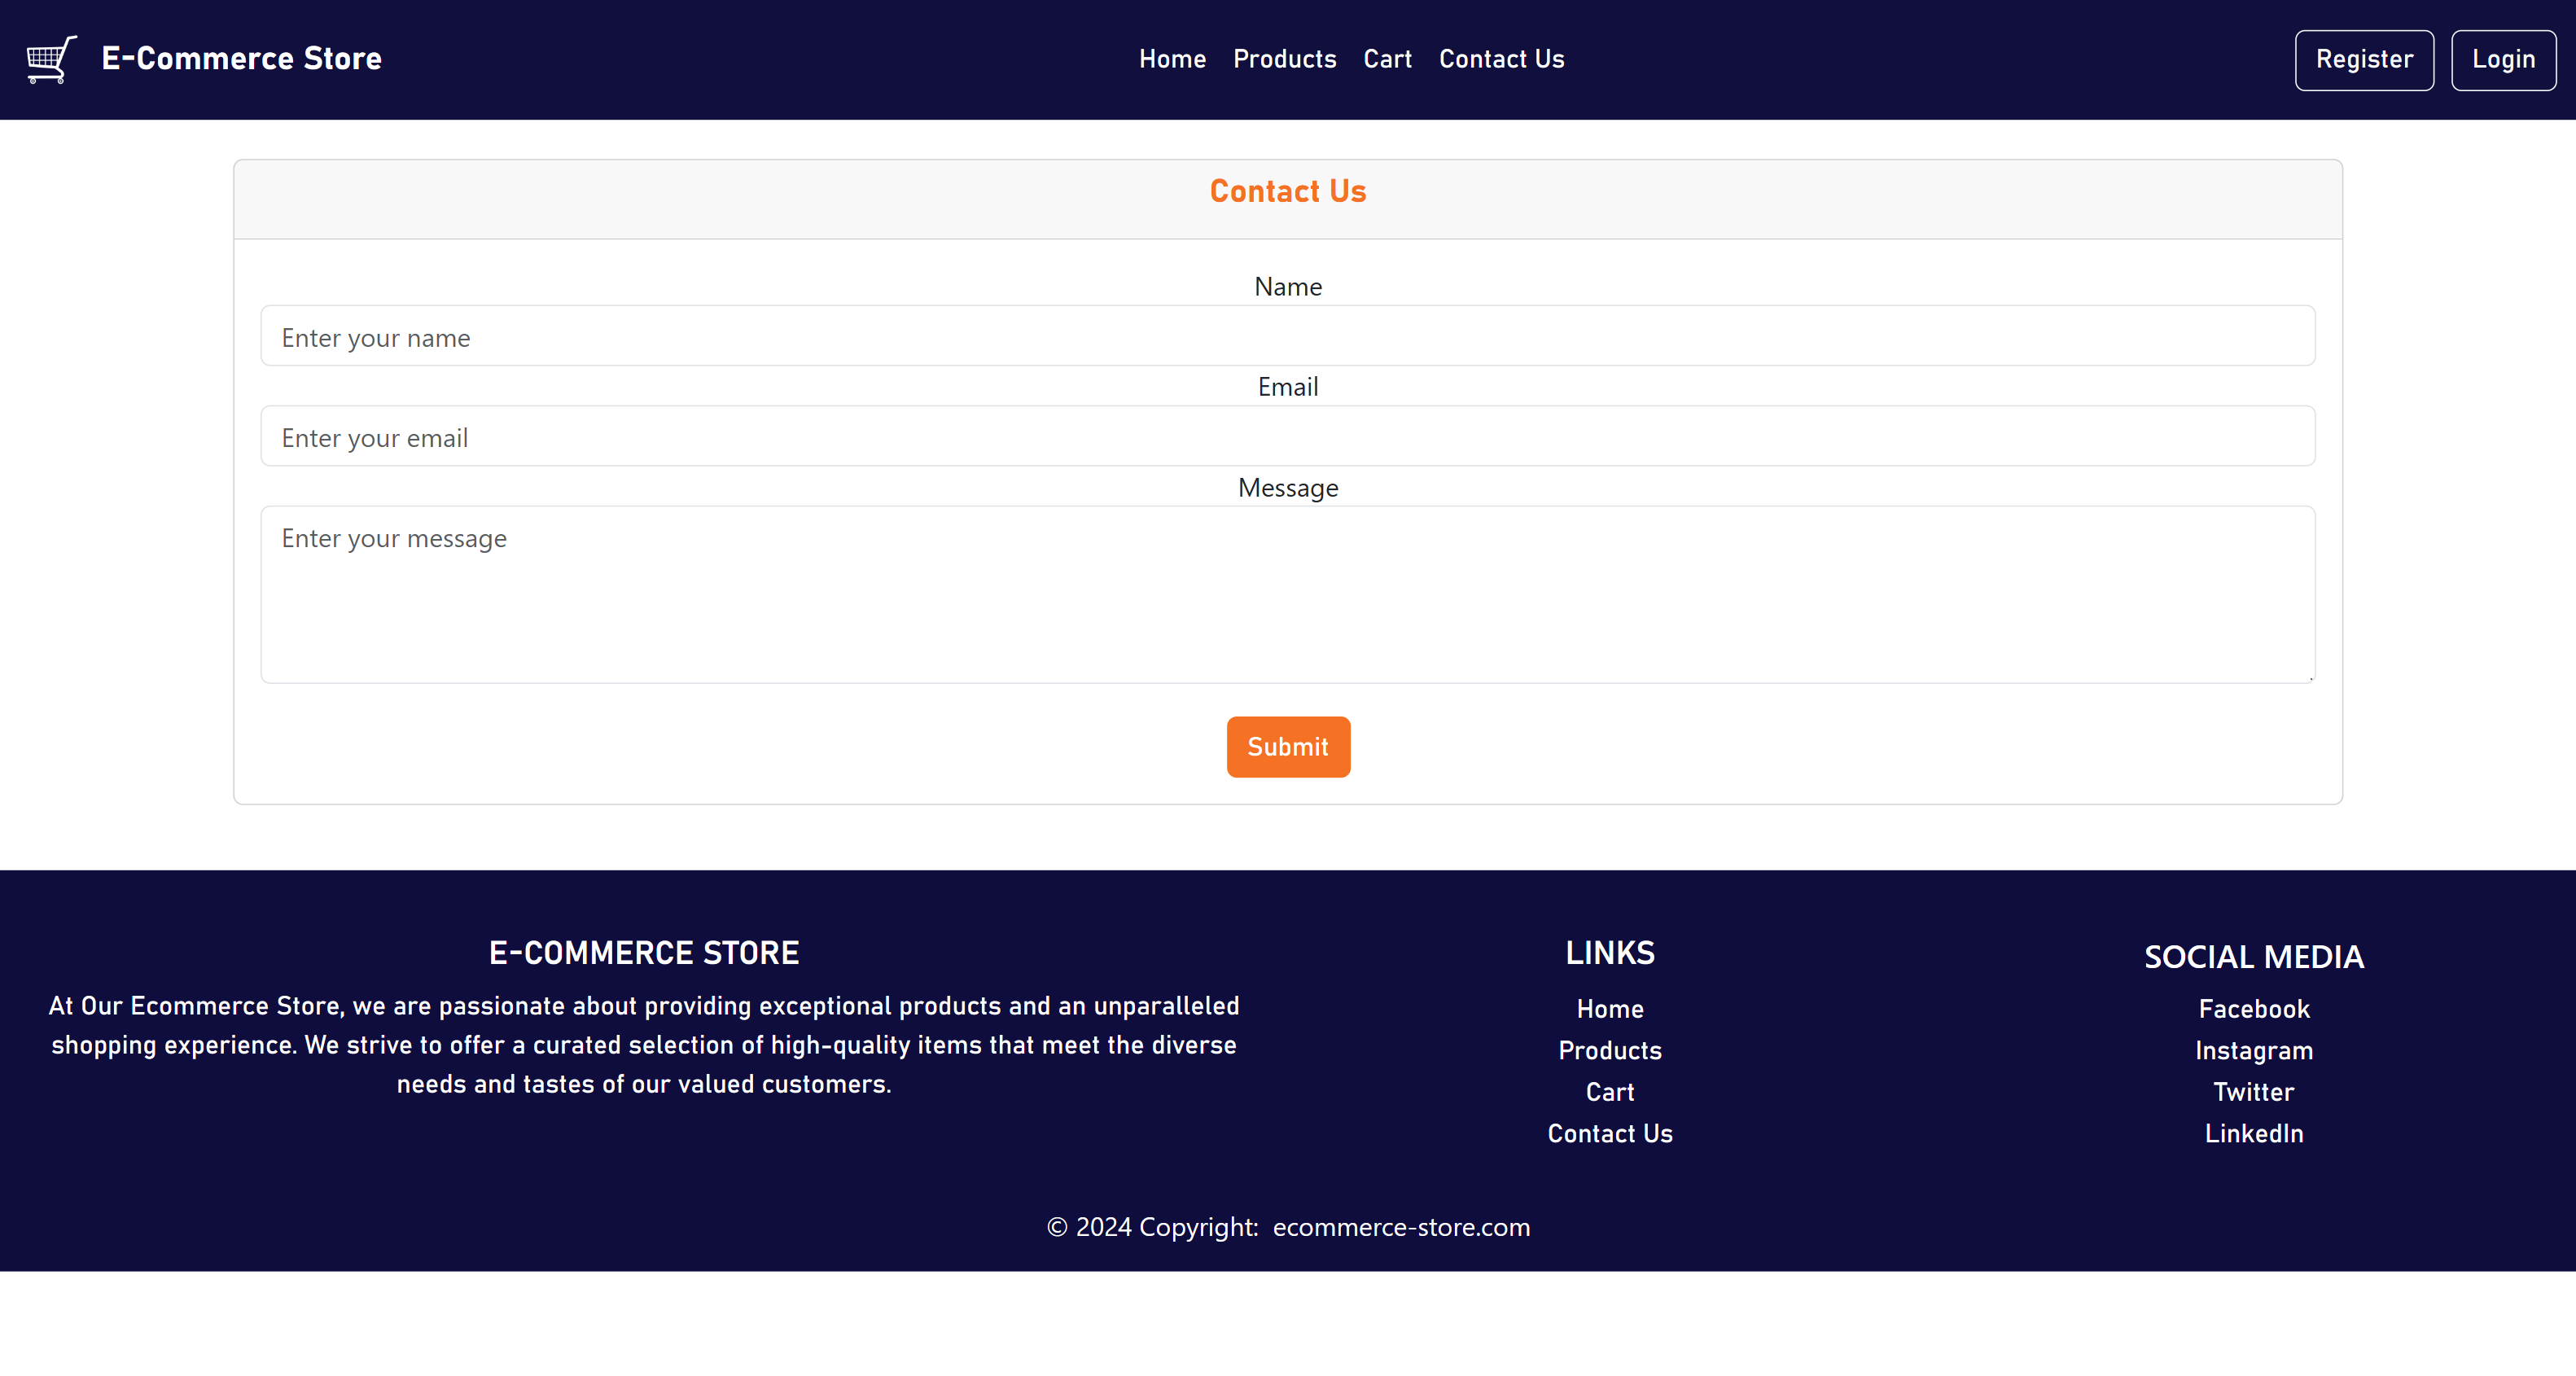 E-Commerce Store
Home Products Cart Contact Us
Register Login
Contact Us
Name
Enter your name
Email
Enter your email
Message
Enter your message
Submit
E-COMMERCE STORE
At Our Ecommerce Store, we are passionate about providing exceptional products and an unparalleled
shopping experience. We strive to offer a curated selection of high-quality items that meet the diverse
needs and tastes of our valued customers.
LINKS
Home
Products
Cart
Contact Us
SOCIAL MEDIA
Facebook
Instagram
Twitter
LinkedIn
© 2024 Copyright: ecommerce-store.com